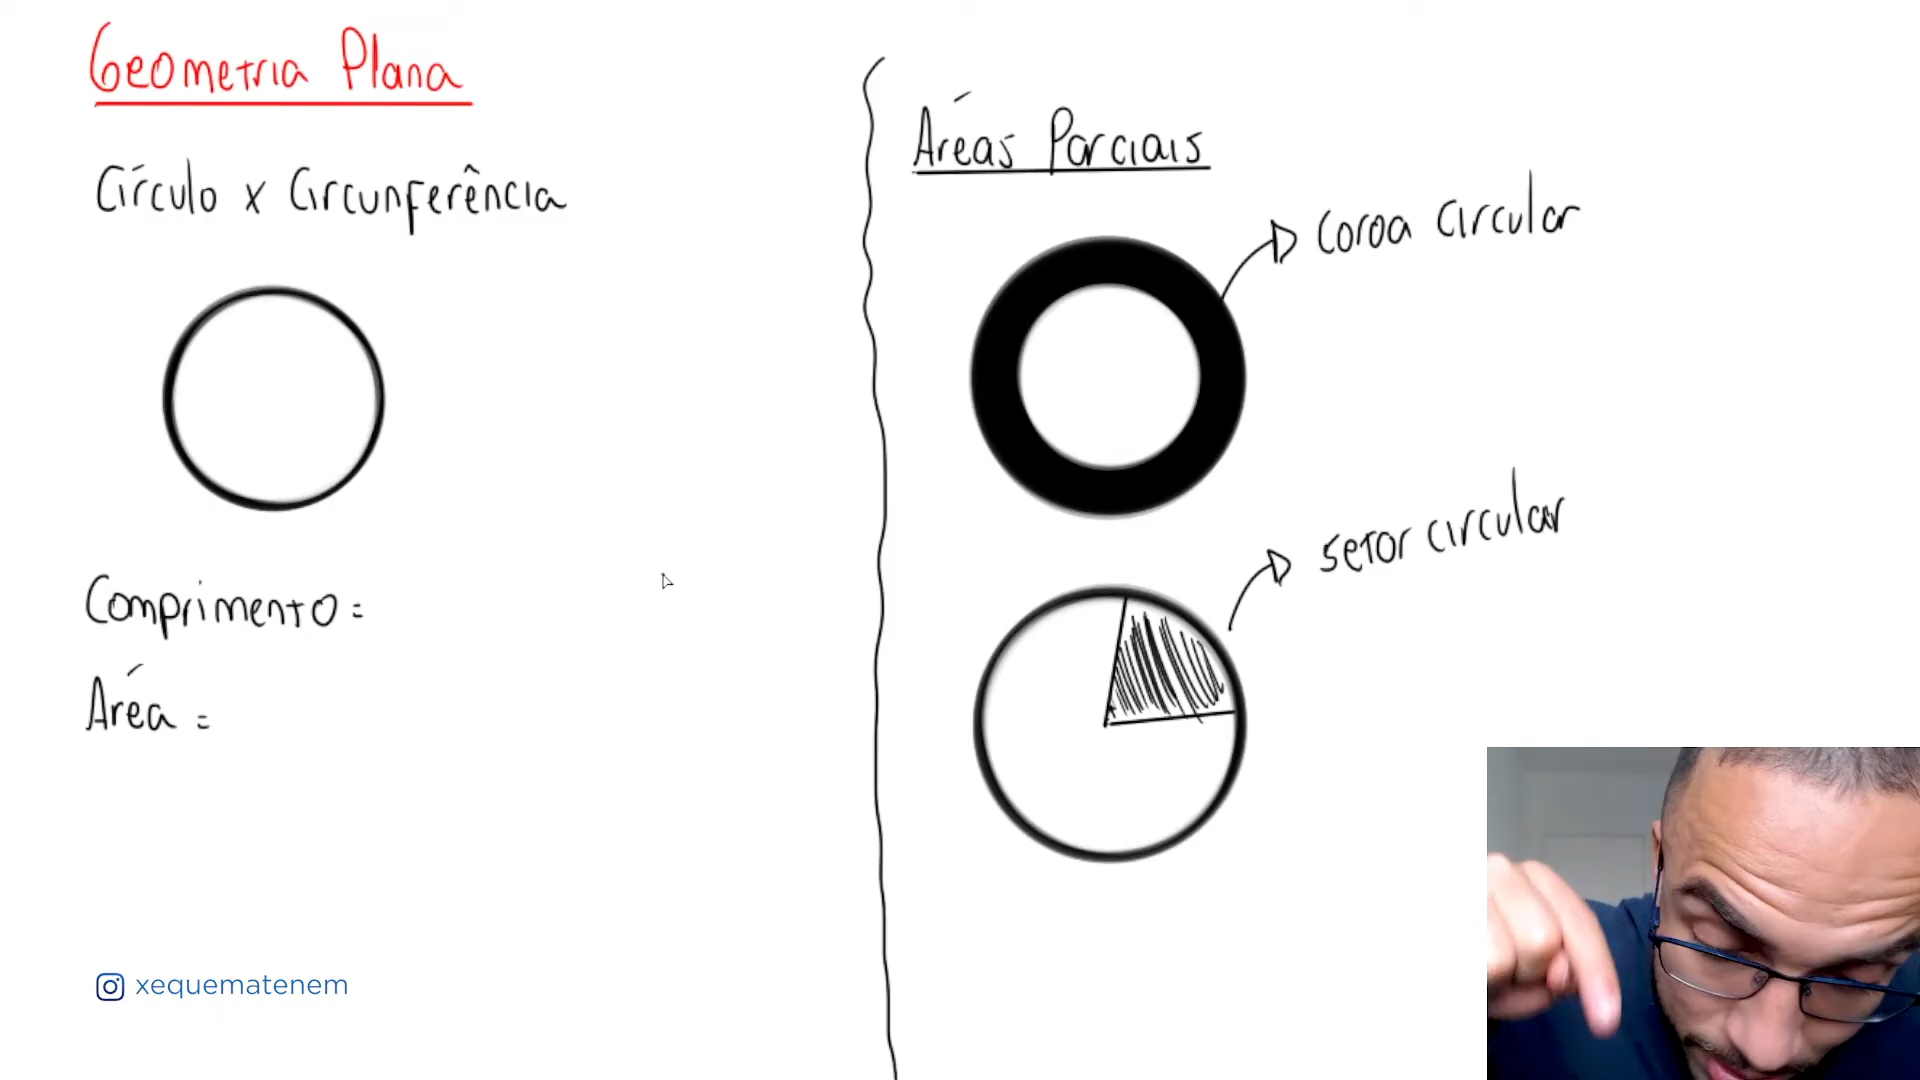 Geometria Plana
Círculo x Circunferência
Comprimento =
Área =
xequematenem
Áreas Parciais
coroa circular
setor circular